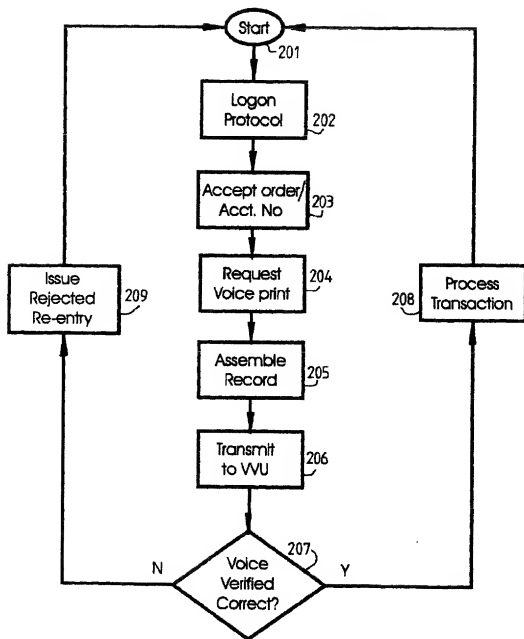 Start
201
Logon
Protocol
202
Accept order/
Acct. No
203
Request
Voice print
204
Issue
Rejected
Re-entry
209
Process
Transaction
208
Assemble
Record
205
Transmit
to VVU
206
Voice
Verified
Correct?
207
N
Y